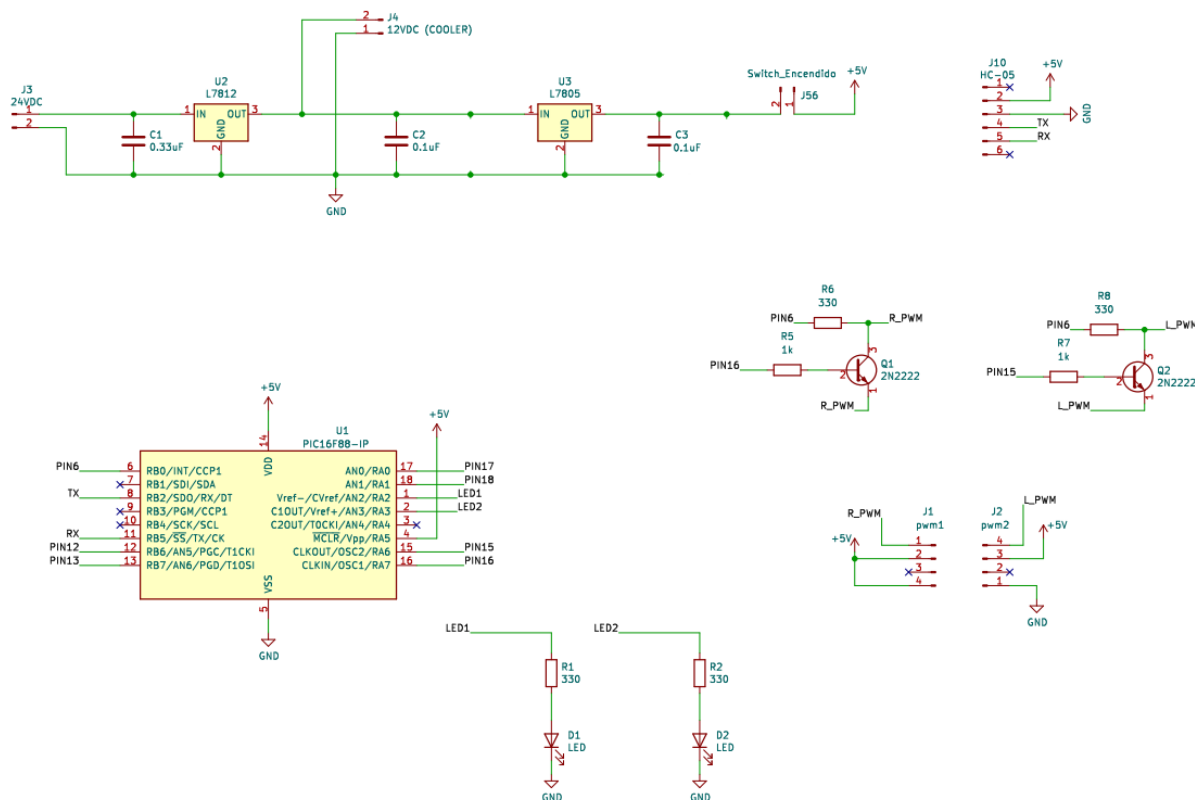 2
1
J4
12VDC (COOLER)
J3
24VDC
1
2
U2
L7812
1
IN
OUT
3
GND
2
C1
0.33uF
C2
0.1uF
GND
U3
L7805
1
IN
OUT
3
GND
2
C3
0.1uF
Switch_Encendido
2
1
J56
+5V
J10
HC-05
1
2
3
4
5
6
+5V
GND
TX
RX
R6
330
PIN6
R_PWM
R5
1k
PIN16
3
2
1
Q1
2N2222
R_PWM
R8
330
PIN6
L_PWM
R7
1k
PIN15
3
2
1
Q2
2N2222
L_PWM
+5V
14
VDD
U1
PIC16F88-IP
+5V
PIN6 6 RB0/INT/CCP1
7 RB1/SDI/SDA
TX 8 RB2/SDO/RX/DT
9 RB3/PGM/CCP1
10 RB4/SCK/SCL
RX 11 RB5/SS/TX/CK
PIN12 12 RB6/AN5/PGC/T1CKI
PIN13 13 RB7/AN6/PGD/T1OSI
AN0/RA0 17 PIN17
AN1/RA1 18 PIN18
Vref-/CVref/AN2/RA2 1 LED1
C1OUT/Vref+/AN3/RA3 2 LED2
C2OUT/T0CKI/AN4/RA4 3
MCLR/Vpp/RA5 4
CLKOUT/OSC2/RA6 15 PIN15
CLKIN/OSC1/RA7 16 PIN16
VSS
5
GND
R_PWM
J1
pwm1
+5V
1
2
3
4
L_PWM
J2
pwm2
+5V
4
3
2
1
GND
LED1
R1
330
D1
LED
GND
LED2
R2
330
D2
LED
GND